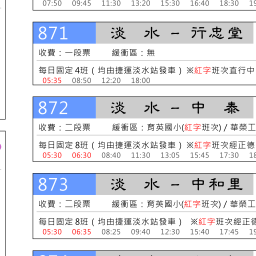 07:50 09:45 11:30 13:20 15:30 16:40 18:30
871 淡 水 – 行忠堂
收費：一段票 緩衝區：無
每日固定 4班（均由捷運淡水站發車）※紅字班次直行中
05:35 08:50 12:20 18:00
872 淡 水 – 中 泰
收費：二段票 緩衝區：育英國小(紅字班次) / 華榮工
每日固定 8班（均由捷運淡水站發車） ※紅字班次經正德
05:30 06:30 08:40 11:30 13:05 15:45 17:30
873 淡 水 – 中和里
收費：二段票 緩衝區：育英國小(紅字班次) / 華榮工
每日固定 8班（均由捷運淡水站發車） ※紅字班次經正
05:30 06:35 08:25 09:40 12:30 15:40 17:45